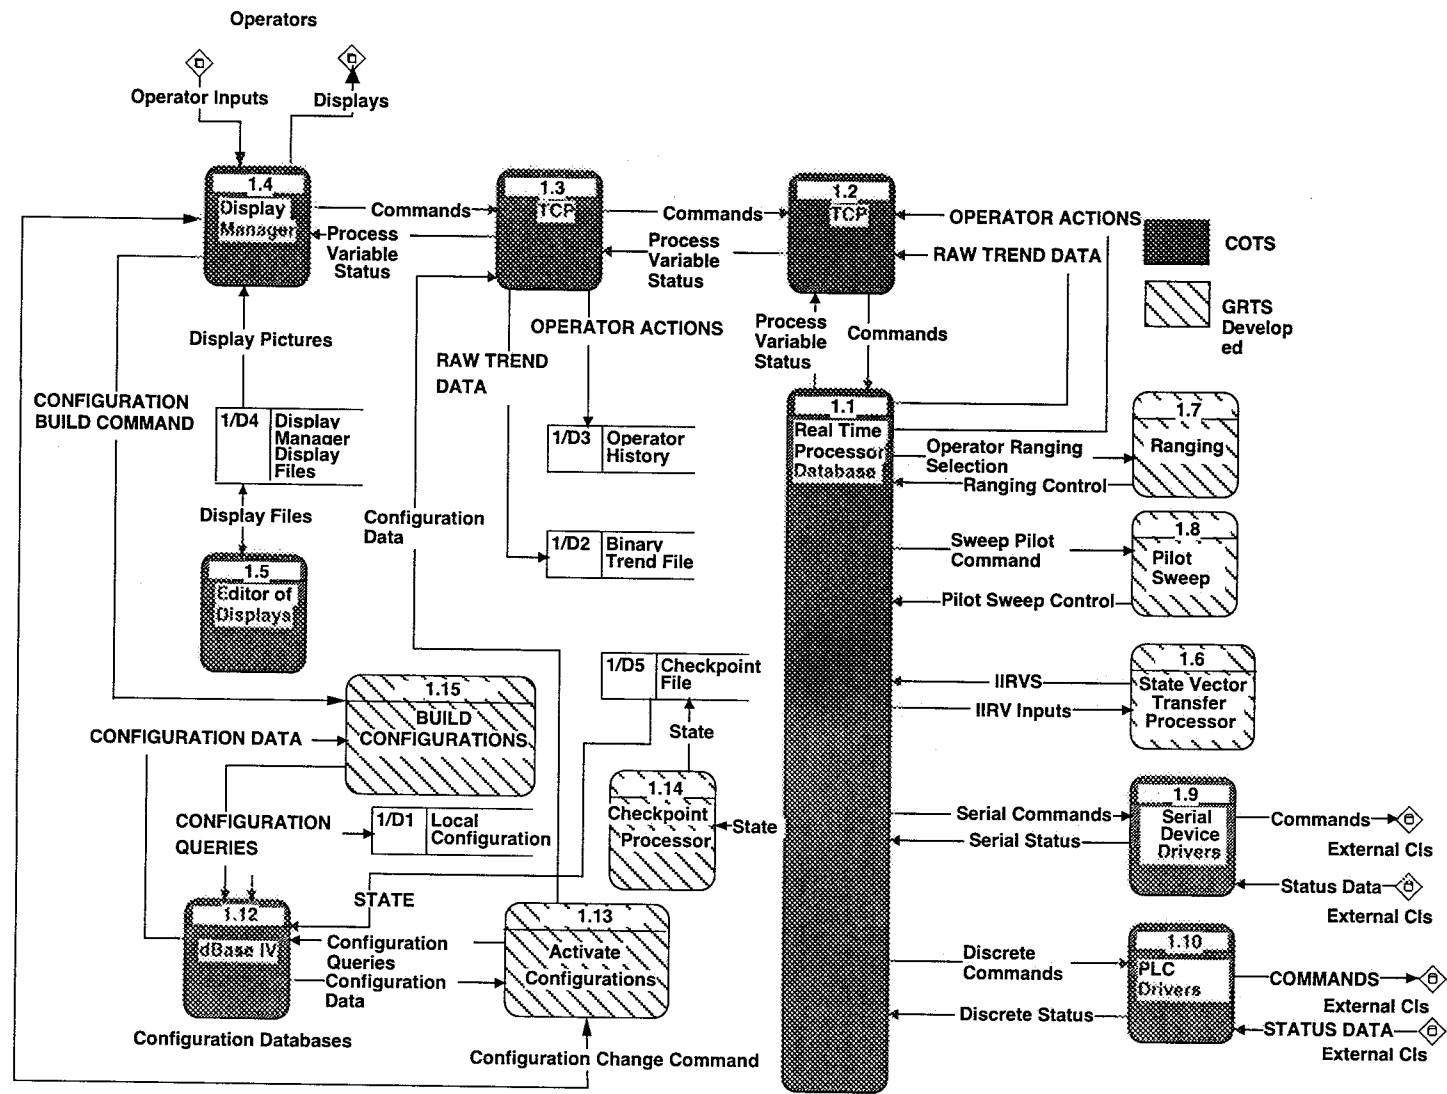 Operators
Operator Inputs
Displays
1.4
Display
Manager
Commands
Process
Variable
Status
1.3
TCP
Commands
Process
Variable
Status
1.2
TCP
OPERATOR ACTIONS
RAW TREND DATA
COTS
GRTS
Develop
ed
Display Pictures
OPERATOR ACTIONS
RAW TREND
DATA
Process
Variable
Status
Commands
CONFIGURATION
BUILD COMMAND
1/D4
Display
Manager
Display
Files
1/D3
Operator
History
1.1
Real Time
Processor
Database
Operator Ranging
Selection
Ranging Control
1.7
Ranging
Display Files
Configuration
Data
1/D2
Binary
Trend File
Sweep Pilot
Command
Pilot Sweep Control
1.8
Pilot
Sweep
1.5
Editor of
Displays
1/D5
Checkpoint
File
State
IIRVS
IIRV Inputs
1.6
State Vector
Transfer
Processor
1.15
BUILD
CONFIGURATIONS
CONFIGURATION DATA
1.14
Checkpoint
Processor
State
Serial Commands
Serial Status
1.9
Serial
Device
Drivers
Commands
External CIs
Status Data
External CIs
CONFIGURATION
QUERIES
1/D1
Local
Configuration
STATE
1.12
dBase IV
Configuration
Queries
Configuration
Data
1.13
Activate
Configurations
Discrete
Commands
Discrete Status
1.10
PLC
Drivers
COMMANDS
External CIs
STATUS DATA
External CIs
Configuration Databases
Configuration Change Command